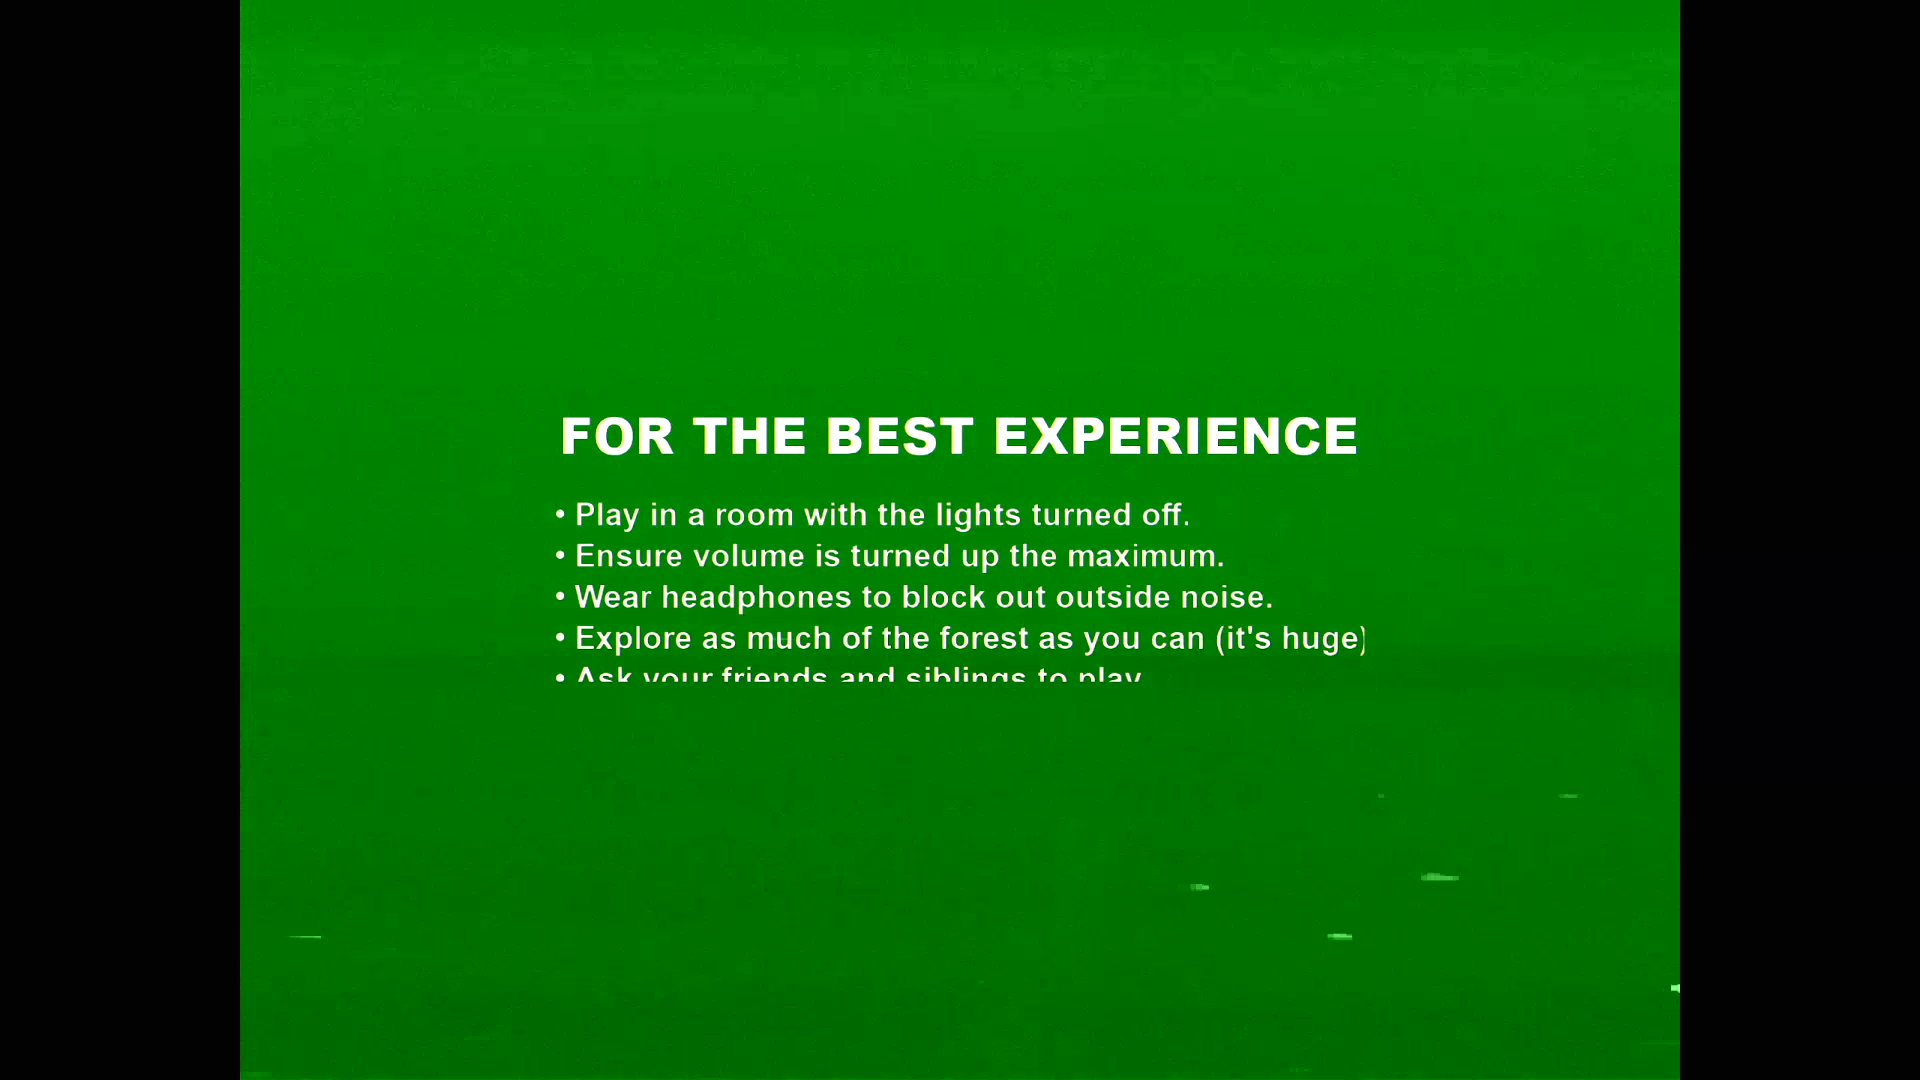 FOR THE BEST EXPERIENCE
• Play in a room with the lights turned off.
• Ensure volume is turned up the maximum.
• Wear headphones to block out outside noise.
• Explore as much of the forest as you can (it's huge)
• Ask your friends and siblings to play